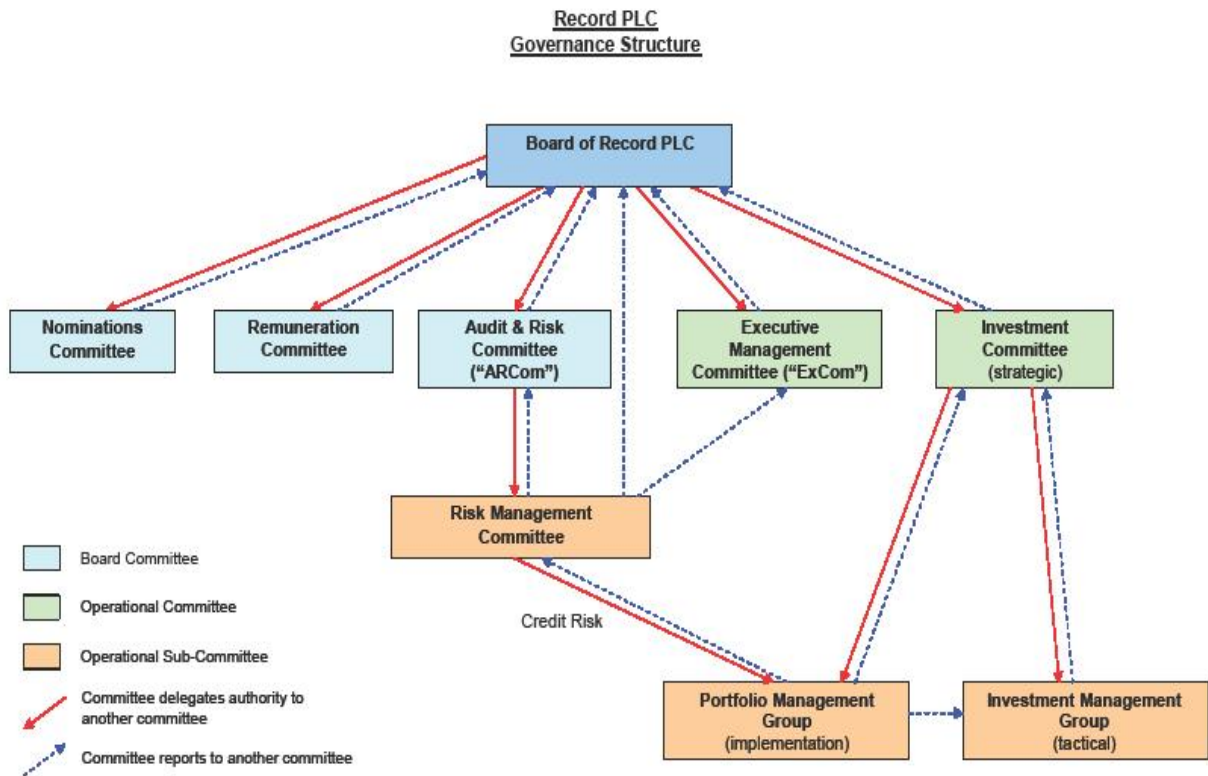 Record PLC
Governance Structure
Board of Record PLC
Nominations
Committee
Remuneration
Committee
Audit & Risk
Committee
(“ARCom”)
Executive
Management
Committee (“ExCom”)
Investment
Committee
(strategic)
Risk Management
Committee
Board Committee
Operational Committee
Credit Risk
Operational Sub-Committee
Committee delegates authority to
another committee
Portfolio Management
Group
(implementation)
Investment Management
Group
(tactical)
Committee reports to another committee